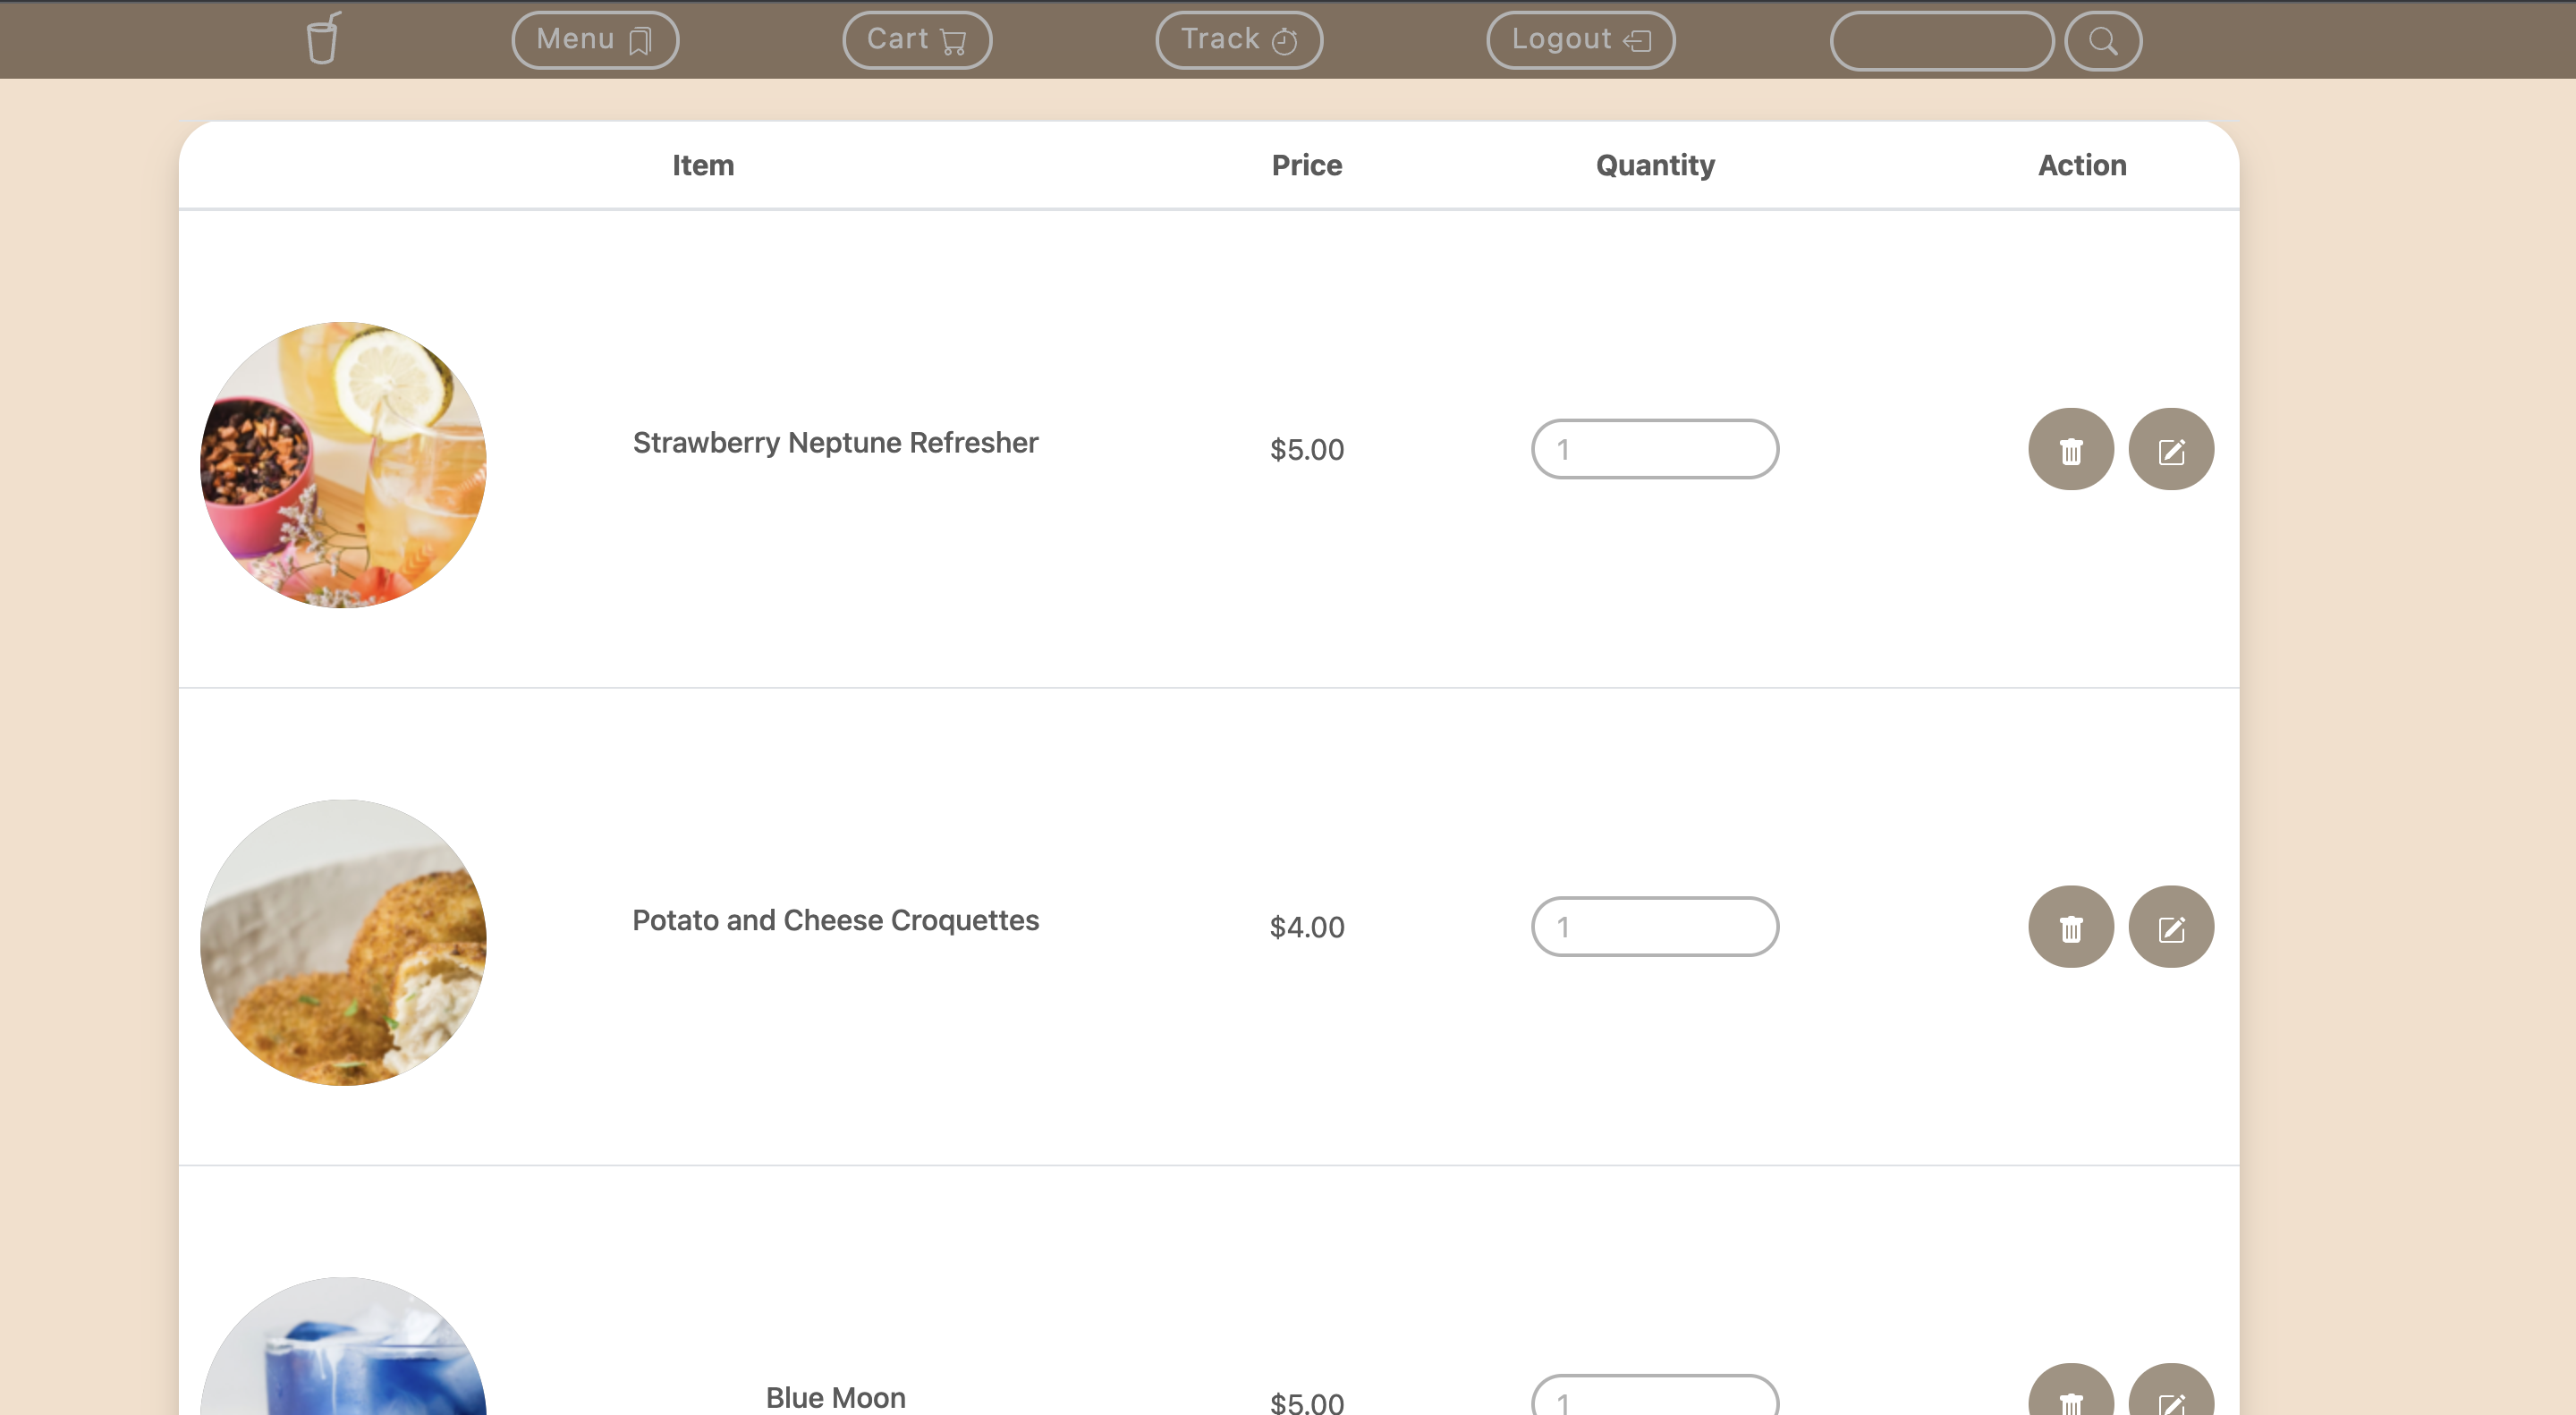 Menu Cart Track Logout
Item Price Quantity Action
Strawberry Neptune Refresher $5.00 1
Potato and Cheese Croquettes $4.00 1
Blue Moon $5.00 1